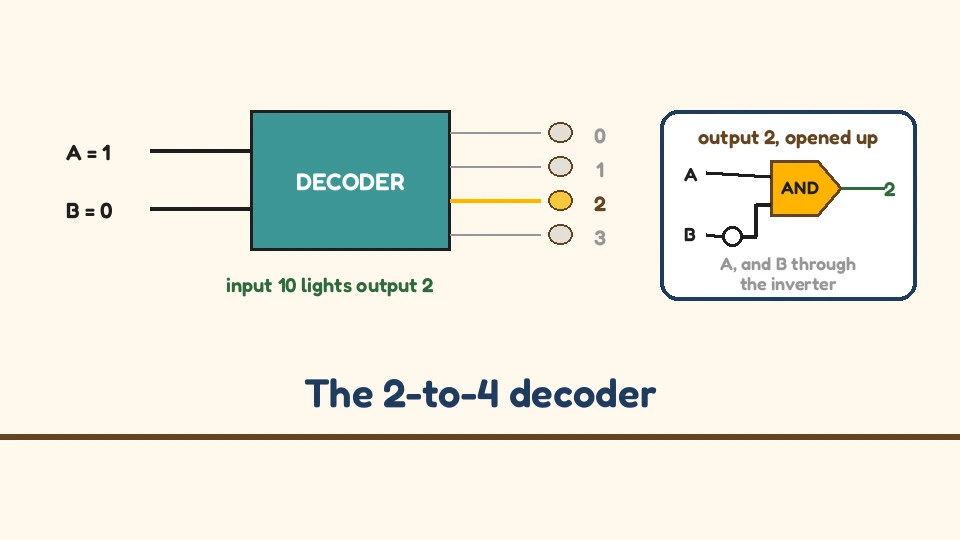 A = 1
B = 0
DECODER
0
1
2
3
input 10 lights output 2
output 2, opened up
A
AND
2
B
A, and B through
the inverter
The 2-to-4 decoder